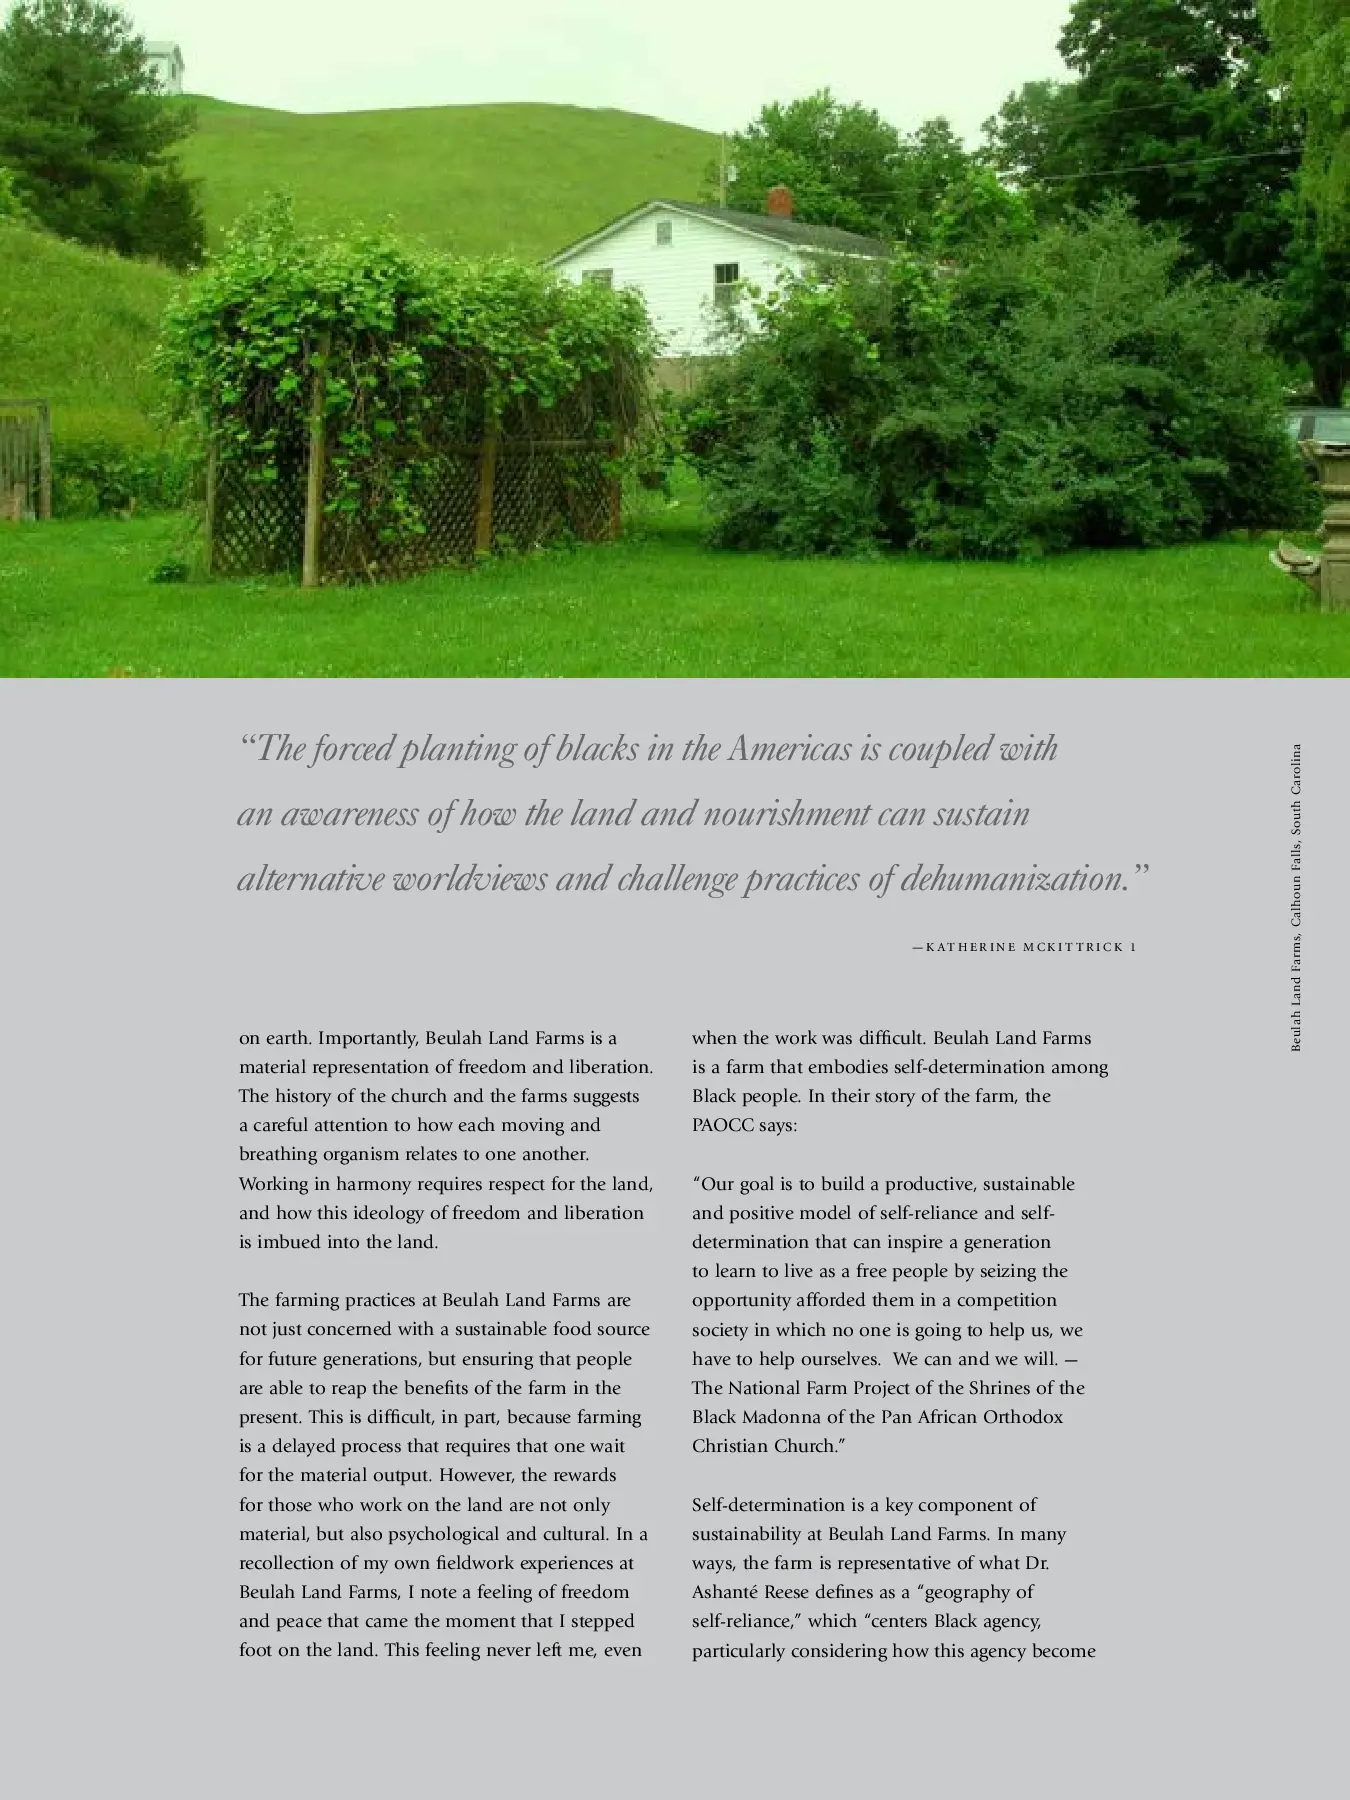 “The forced planting of blacks in the Americas is coupled with
an awareness of how the land and nourishment can sustain
alternative worldviews and challenge practices of dehumanization.”
—KATHERINE MCKITTRICK 1
Beulah Land Farms, Calhoun Falls, South Carolina
on earth. Importantly, Beulah Land Farms is a
material representation of freedom and liberation.
The history of the church and the farms suggests
a careful attention to how each moving and
breathing organism relates to one another.
Working in harmony requires respect for the land,
and how this ideology of freedom and liberation
is imbued into the land.
The farming practices at Beulah Land Farms are
not just concerned with a sustainable food source
for future generations, but ensuring that people
are able to reap the benefits of the farm in the
present. This is difficult, in part, because farming
is a delayed process that requires that one wait
for the material output. However, the rewards
for those who work on the land are not only
material, but also psychological and cultural. In a
recollection of my own fieldwork experiences at
Beulah Land Farms, I note a feeling of freedom
and peace that came the moment that I stepped
foot on the land. This feeling never left me, even
when the work was difficult. Beulah Land Farms
is a farm that embodies self-determination among
Black people. In their story of the farm, the
PAOCC says:
“Our goal is to build a productive, sustainable
and positive model of self-reliance and self-
determination that can inspire a generation
to learn to live as a free people by seizing the
opportunity afforded them in a competition
society in which no one is going to help us, we
have to help ourselves.  We can and we will. —
The National Farm Project of the Shrines of the
Black Madonna of the Pan African Orthodox
Christian Church.”
Self-determination is a key component of
sustainability at Beulah Land Farms. In many
ways, the farm is representative of what Dr.
Ashanté Reese defines as a “geography of
self-reliance,” which “centers Black agency,
particularly considering how this agency become